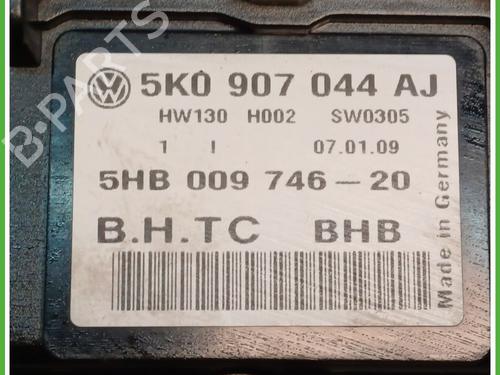 5K0 907 044 AJ
HW130 H002 SW0305
1 I 07.01.09
5HB 009 746-20
B.H.TC BHB
Made in Germany
B-PARTS